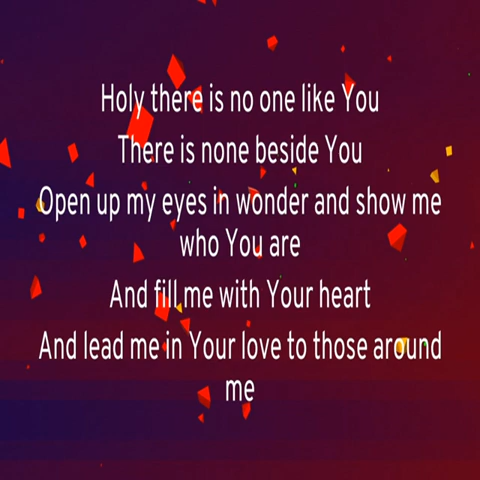 Holy there is no one like You
There is none beside You
Open up my eyes in wonder and show me
who You are
And fill me with Your heart
And lead me in Your love to those around
me